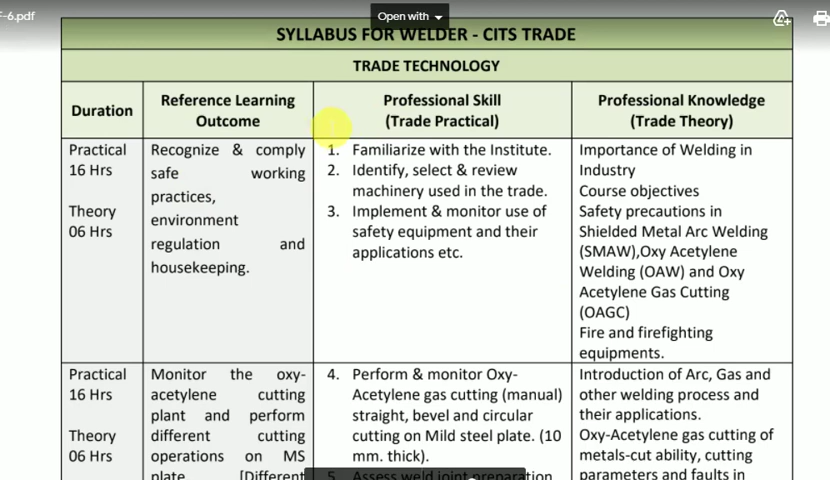 F-6.pdf
Open with
SYLLABUS FOR WELDER - CITS TRADE
TRADE TECHNOLOGY
Duration
Reference Learning
Outcome
Professional Skill
(Trade Practical)
Professional Knowledge
(Trade Theory)
Practical
16 Hrs
Theory
06 Hrs
Recognize & comply
safe working
practices,
environment
regulation and
housekeeping.
1. Familiarize with the Institute.
2. Identify, select & review
machinery used in the trade.
3. Implement & monitor use of
safety equipment and their
applications etc.
Importance of Welding in
Industry
Course objectives
Safety precautions in
Shielded Metal Arc Welding
(SMAW),Oxy Acetylene
Welding (OAW) and Oxy
Acetylene Gas Cutting
(OAGC)
Fire and firefighting
equipments.
Practical
16 Hrs
Theory
06 Hrs
Monitor the oxy-
acetylene cutting
plant and perform
different cutting
operations on MS
plate. [Different
4. Perform & monitor Oxy-
Acetylene gas cutting (manual)
straight, bevel and circular
cutting on Mild steel plate. (10
mm. thick).
5. Assess weld joint preparation
Introduction of Arc, Gas and
other welding process and
their applications.
Oxy-Acetylene gas cutting of
metals-cut ability, cutting
parameters and faults in